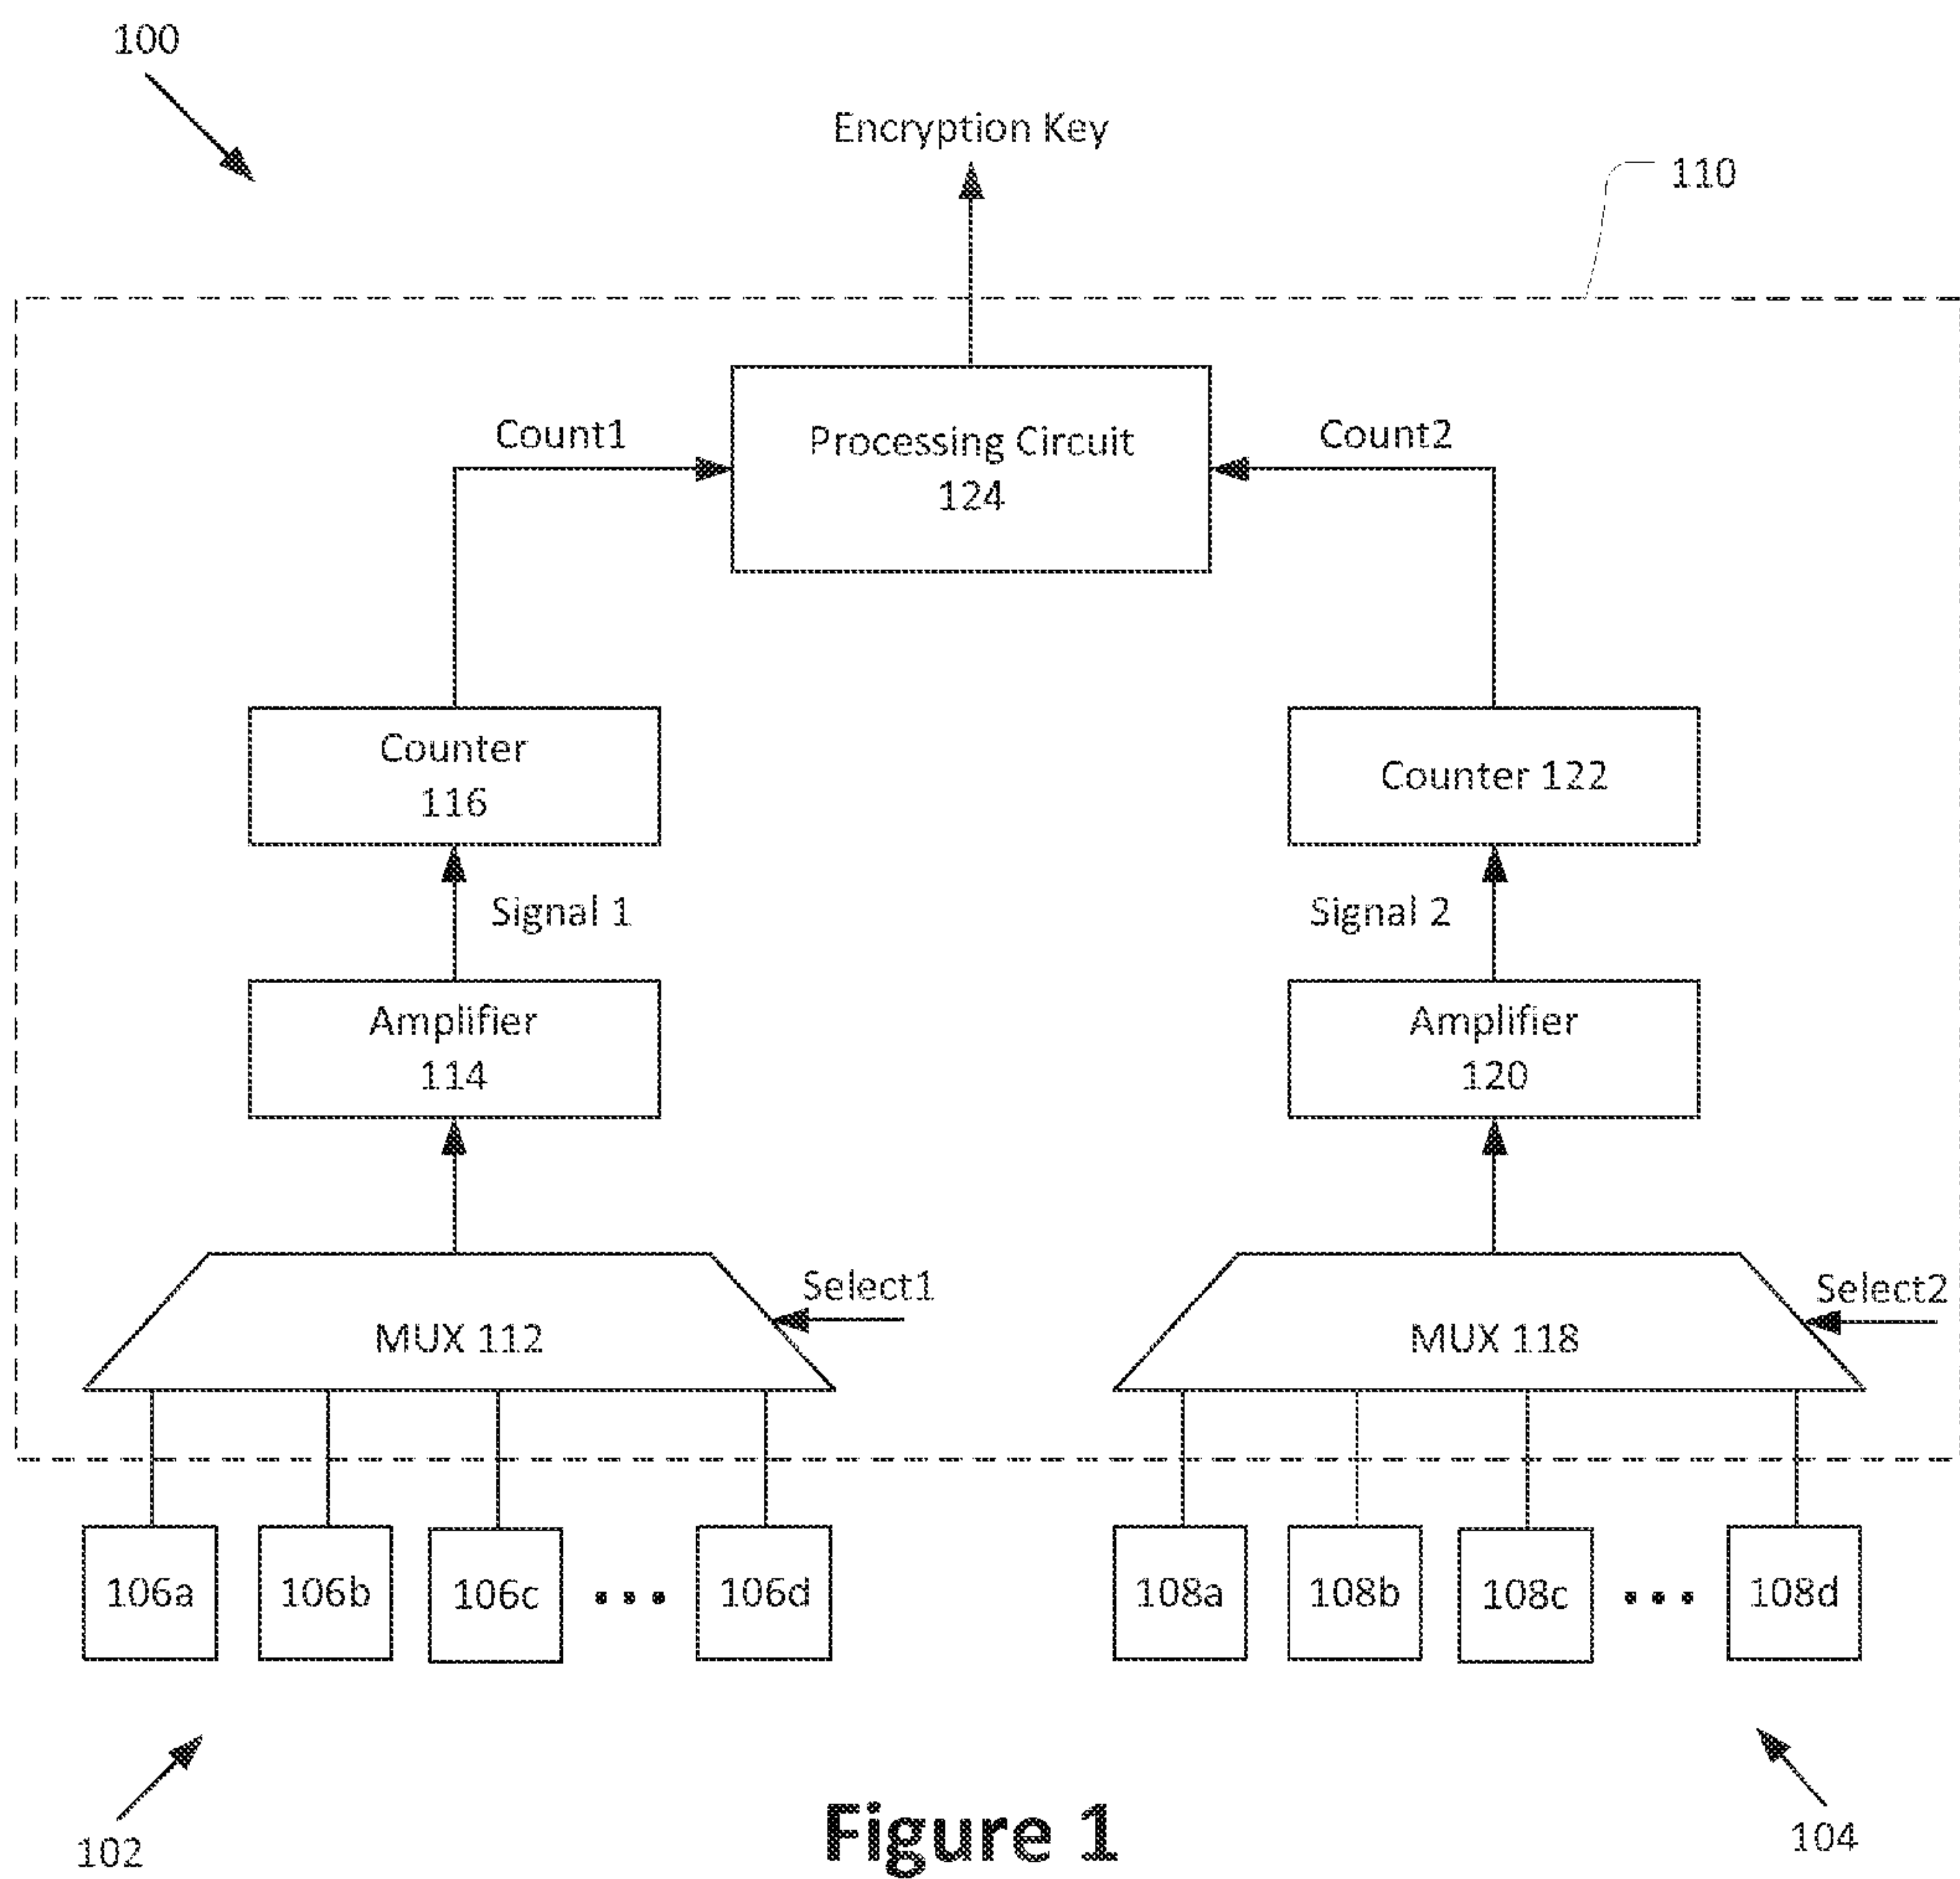 100
Encryption Key
110
Count1
Processing Circuit
124
Count2
Counter
116
Counter 122
Signal 1
Signal 2
Amplifier
114
Amplifier
120
Select1
MUX 112
Select2
MUX 118
106a
106b
106c
...
106d
108a
108b
108c
...
108d
102
Figure 1
104